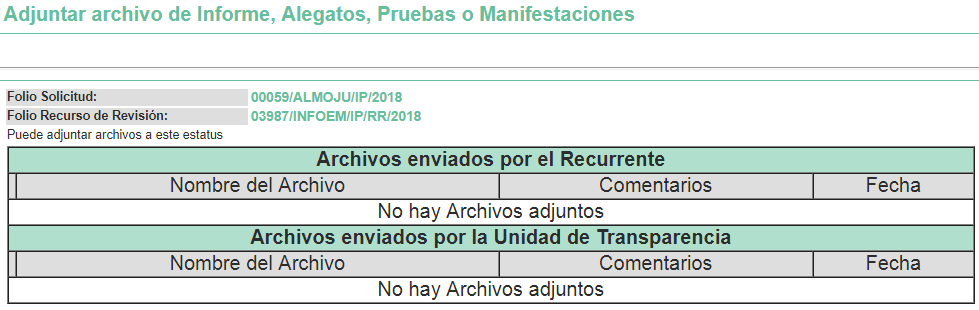 Adjuntar archivo de Informe, Alegatos, Pruebas o Manifestaciones
Folio Solicitud: 00059/ALMOJU/IP/2018
Folio Recurso de Revisión: 03987/INFOEM/IP/RR/2018
Puede adjuntar archivos a este estatus
Archivos enviados por el Recurrente
Nombre del Archivo Comentarios Fecha
No hay Archivos adjuntos
Archivos enviados por la Unidad de Transparencia
Nombre del Archivo Comentarios Fecha
No hay Archivos adjuntos